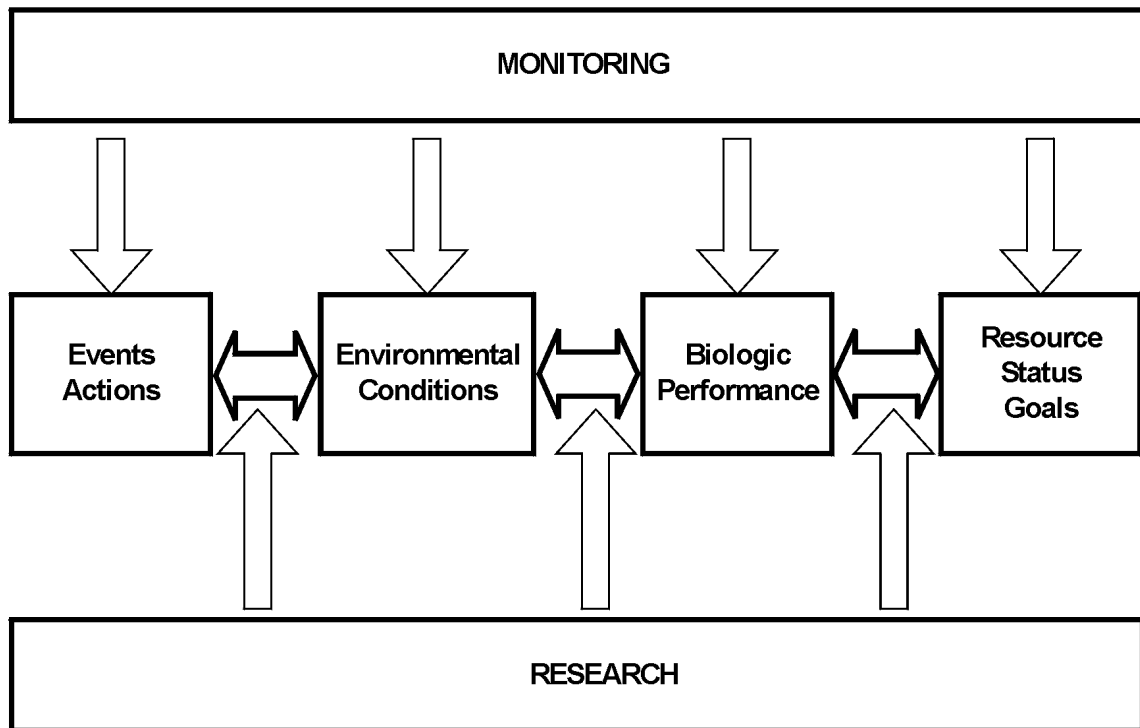 MONITORING
Events
Actions
Environmental
Conditions
Biologic
Performance
Resource
Status
Goals
RESEARCH